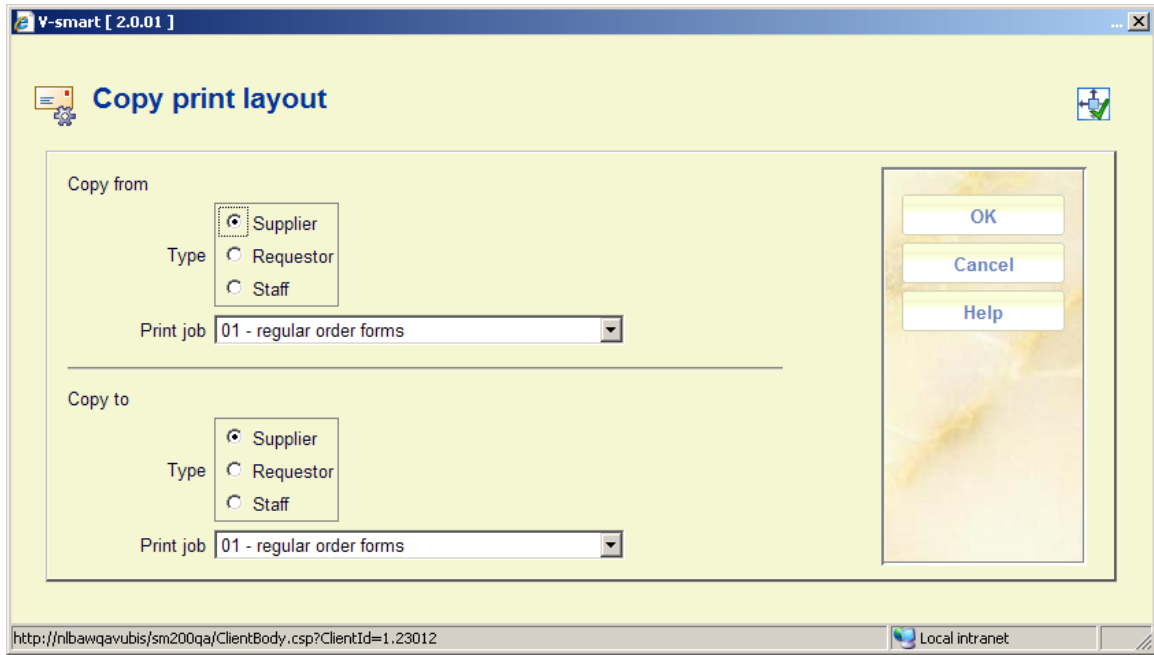 V-smart [ 2.0.01 ]
...
Copy print layout
Copy from
Type
Supplier
Requestor
Staff
Print job 01 - regular order forms
Copy to
Type
Supplier
Requestor
Staff
Print job 01 - regular order forms
OK
Cancel
Help
http://nlbawqavubis/sm200qa/ClientBody.csp?ClientId=1.23012
Local intranet